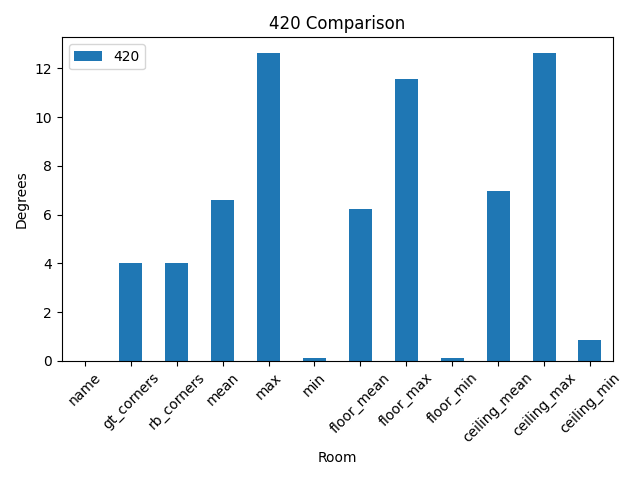 420 Comparison
420
Degrees
12
10
8
6
4
2
0
name
gt_corners
rb_corners
mean
max
min
floor_mean
floor_max
floor_min
ceiling_mean
ceiling_max
ceiling_min
Room